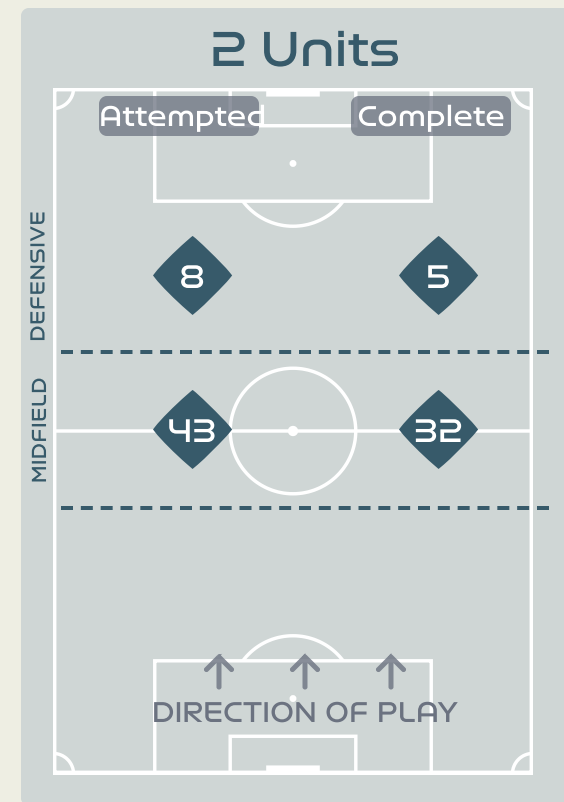 2 Units
Attempted Complete
DEFENSIVE
8 5
MIDFIELD
43 32
DIRECTION OF PLAY